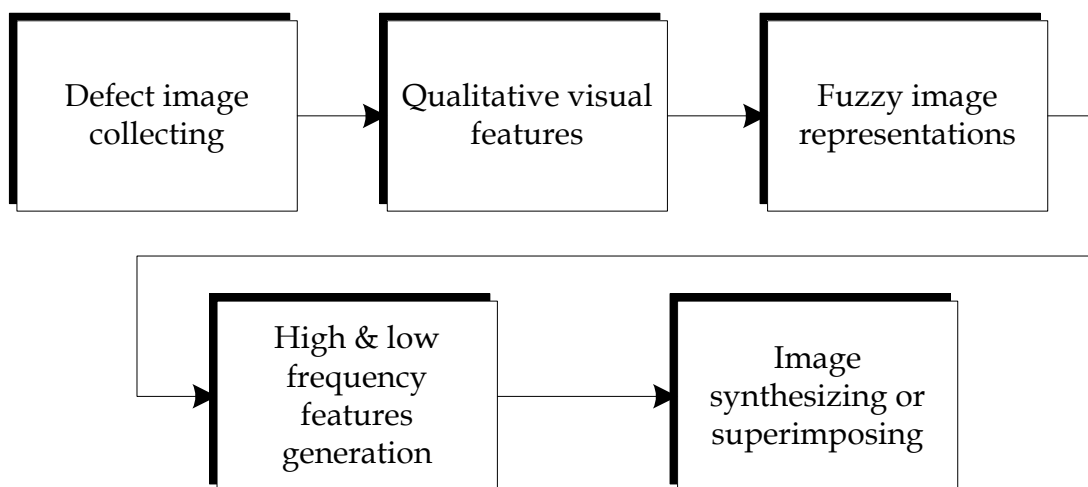 Defect image
collecting
Qualitative visual
features
Fuzzy image
representations
High & low
frequency
features
generation
Image
synthesizing or
superimposing